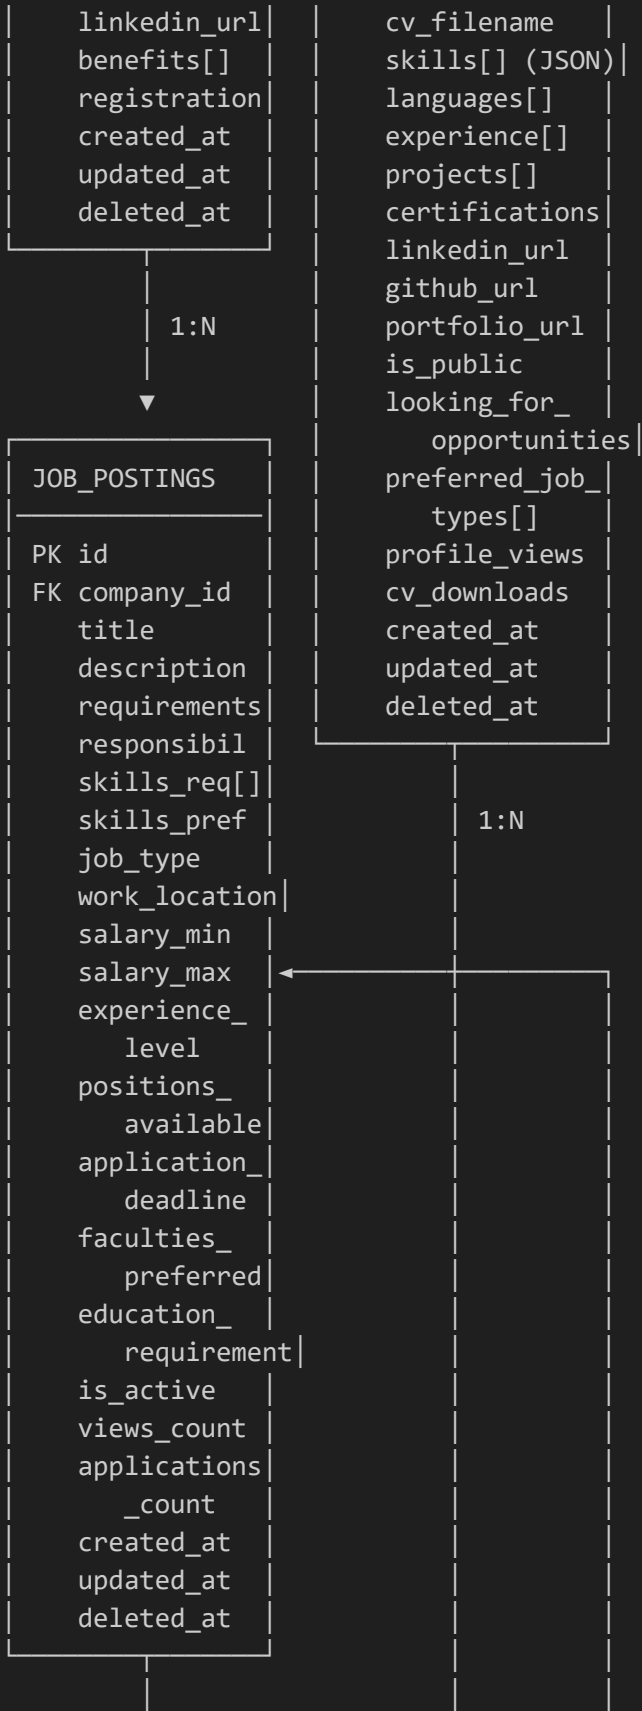 linkedin_url
benefits[]
registration
created_at
updated_at
deleted_at
1:N
JOB_POSTINGS
PK id
FK company_id
title
description
requirements
responsibil
skills_req[]
skills_pref
job_type
work_location
salary_min
salary_max
experience_
level
positions_
available
application_
deadline
faculties_
preferred
education_
requirement
is_active
views_count
applications
_count
created_at
updated_at
deleted_at
cv_filename
skills[] (JSON)
languages[]
experience[]
projects[]
certifications
linkedin_url
github_url
portfolio_url
is_public
looking_for_
opportunities
preferred_job_
types[]
profile_views
cv_downloads
created_at
updated_at
deleted_at
1:N